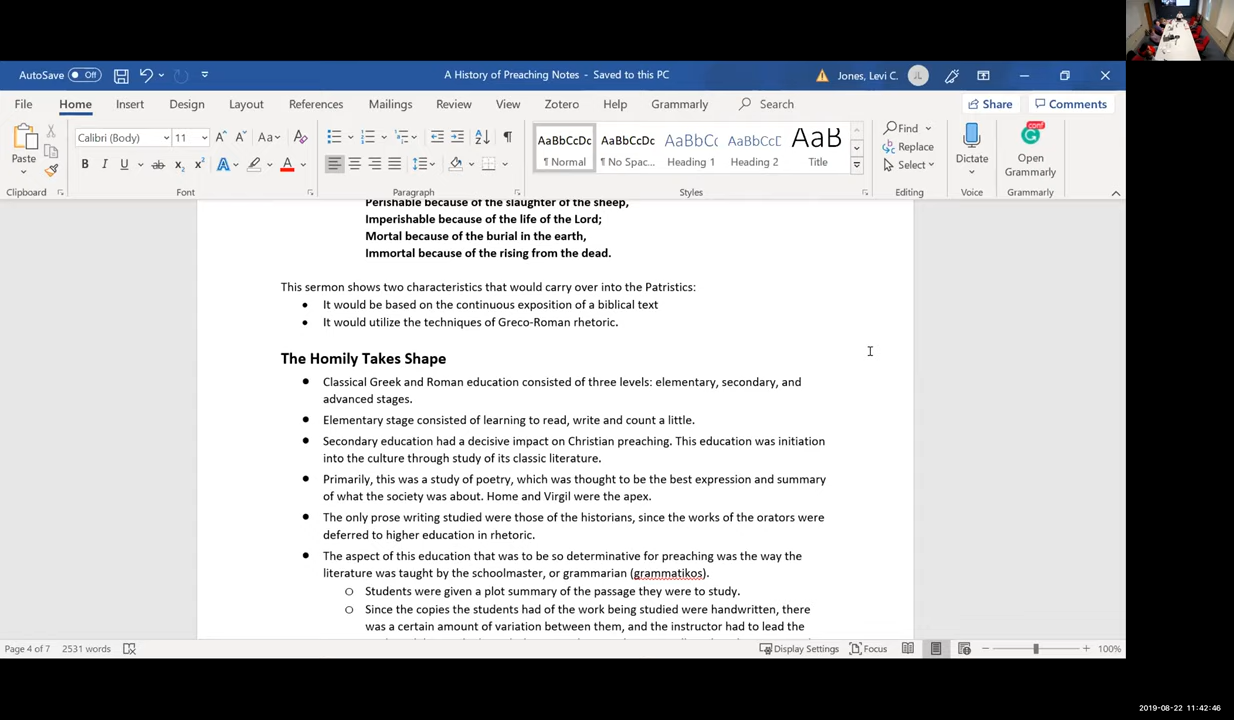 AutoSave Off
A History of Preaching Notes - Saved to this PC
Jones, Levi C. JL
File Home Insert Design Layout References Mailings Review View Zotero Help Grammarly Search Share Comments
Paste
Calibri (Body) 11
AaBbCcDc AaBbCcDc AaBbCc AaBbCcD AaB
¶ Normal ¶ No Spac... Heading 1 Heading 2 Title
Find
Replace
Select
Dictate
Open
Grammarly
Clipboard Font Paragraph Styles Editing Voice Grammarly
Perishable because of the slaughter of the sheep,
Imperishable because of the life of the Lord;
Mortal because of the burial in the earth,
Immortal because of the rising from the dead.
This sermon shows two characteristics that would carry over into the Patristics:
• It would be based on the continuous exposition of a biblical text
• It would utilize the techniques of Greco-Roman rhetoric.
The Homily Takes Shape
• Classical Greek and Roman education consisted of three levels: elementary, secondary, and
advanced stages.
• Elementary stage consisted of learning to read, write and count a little.
• Secondary education had a decisive impact on Christian preaching. This education was initiation
into the culture through study of its classic literature.
• Primarily, this was a study of poetry, which was thought to be the best expression and summary
of what the society was about. Home and Virgil were the apex.
• The only prose writing studied were those of the historians, since the works of the orators were
deferred to higher education in rhetoric.
• The aspect of this education that was to be so determinative for preaching was the way the
literature was taught by the schoolmaster, or grammarian (grammatikos).
o Students were given a plot summary of the passage they were to study.
o Since the copies the students had of the work being studied were handwritten, there
was a certain amount of variation between them, and the instructor had to lead the
Page 4 of 7 2531 words Display Settings Focus 100%
2019-08-22 11:42:46